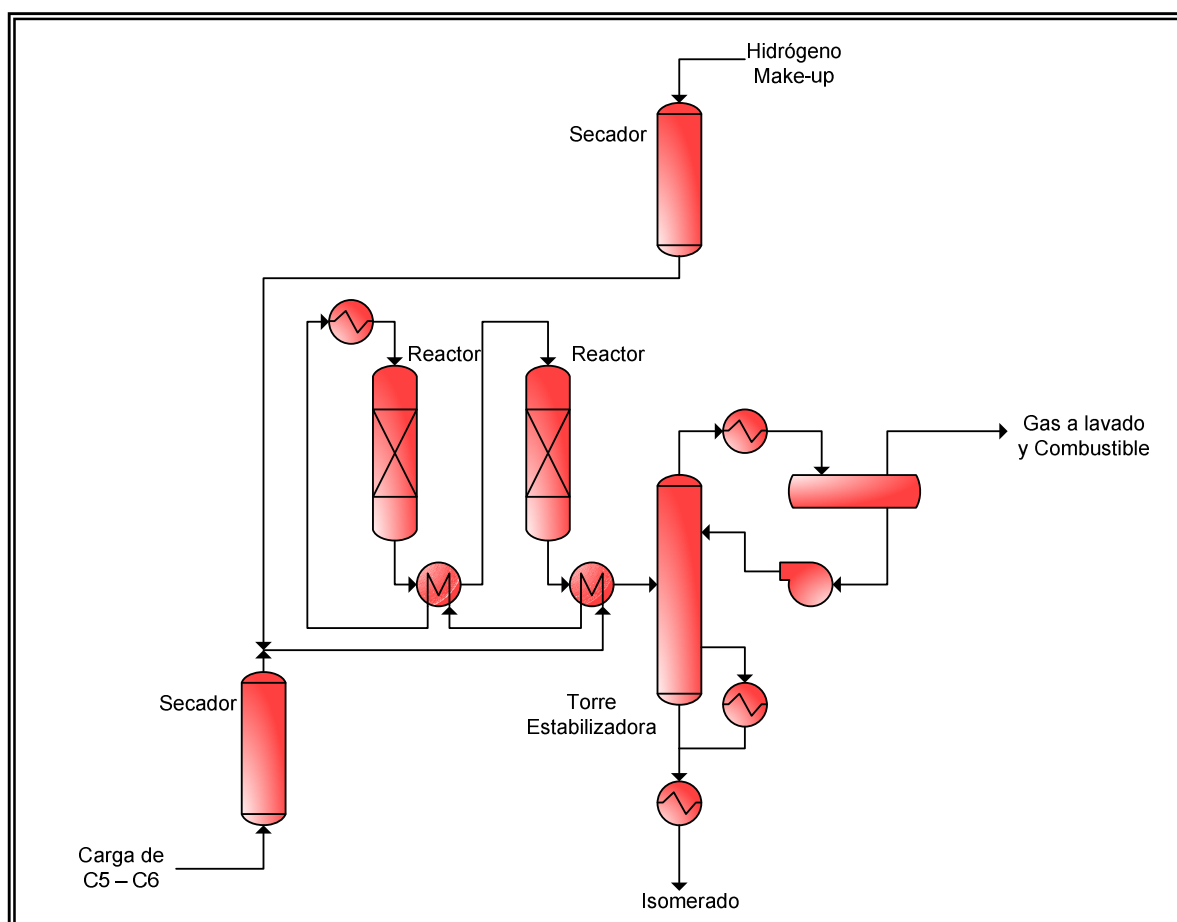 Hidrógeno
Make-up
Secador
Reactor
Reactor
Gas a lavado
y Combustible
Secador
Torre
Estabilizadora
Carga de
C5 – C6
Isomerado